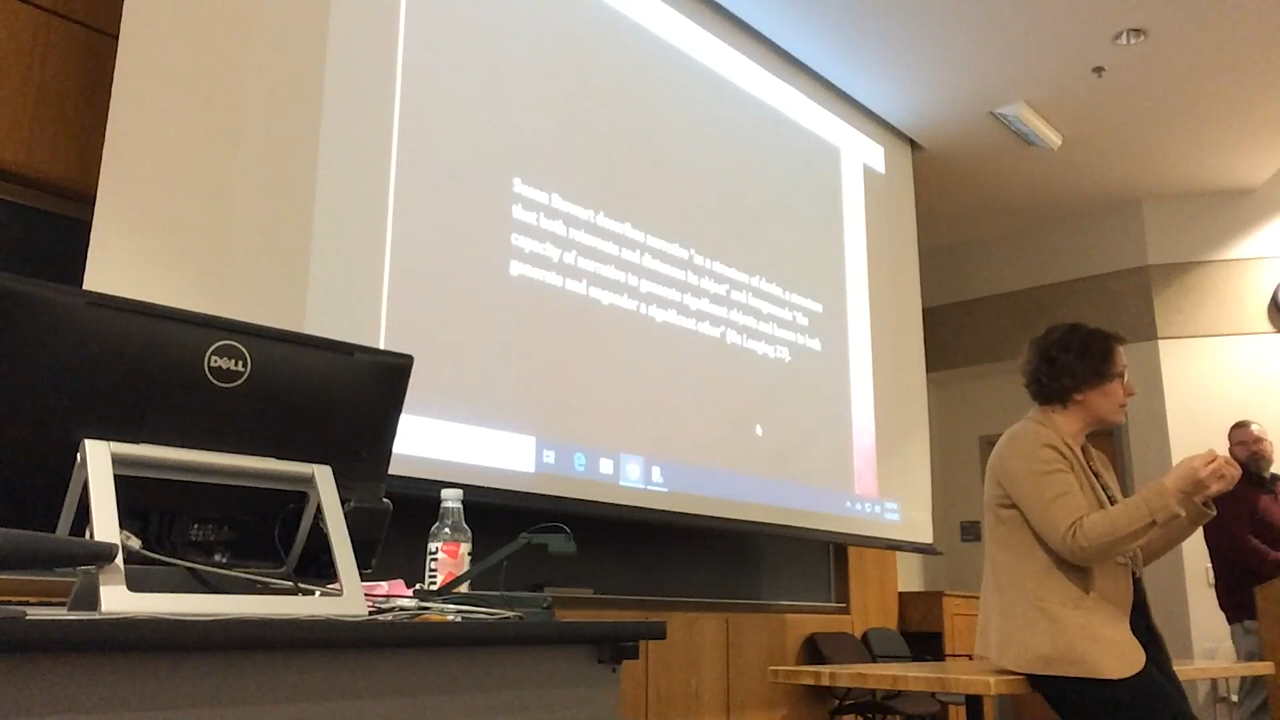 Susan Stewart describes narrative "as a structure of desire, a structure
that both reinvents and distances its object" and foregrounds "the
capacity of narrative to generate significant objects and hence to both
generate and engender a significant other" (On Longing 23).
DELL